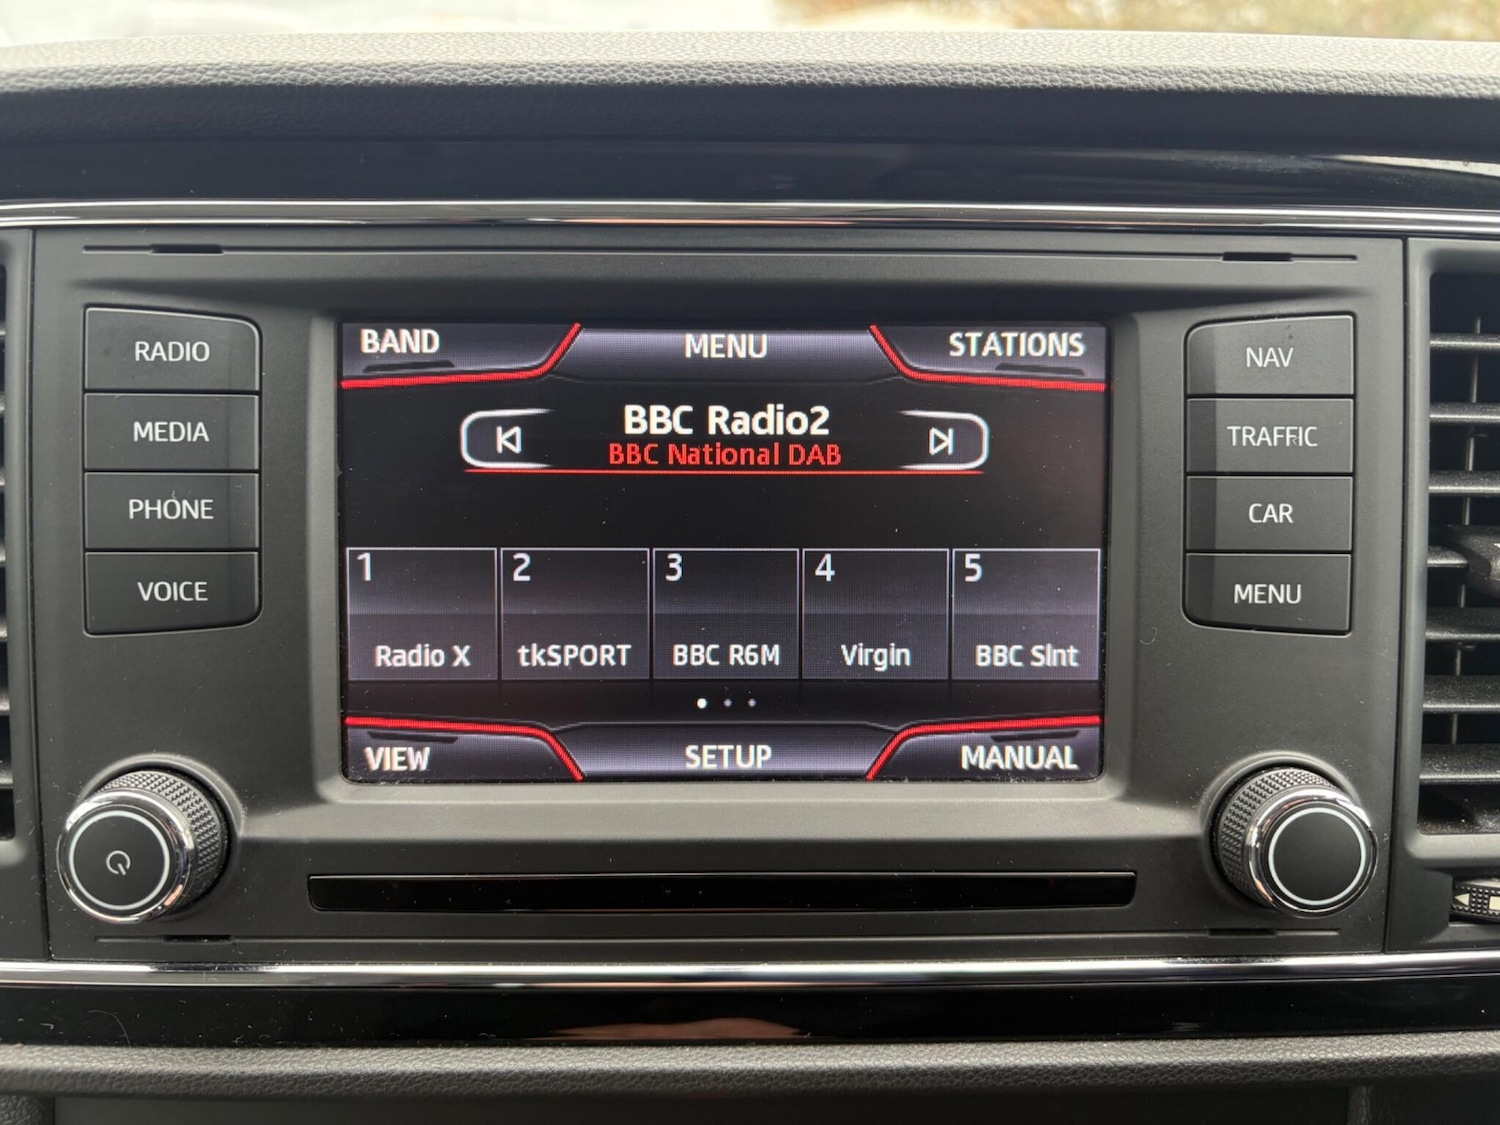 RADIO
MEDIA
PHONE
VOICE
BAND
MENU
STATIONS
BBC Radio2
BBC National DAB
1
2
3
4
5
Radio X
tkSPORT
BBC R6M
Virgin
BBC Slnt
VIEW
SETUP
MANUAL
NAV
TRAFFIC
CAR
MENU